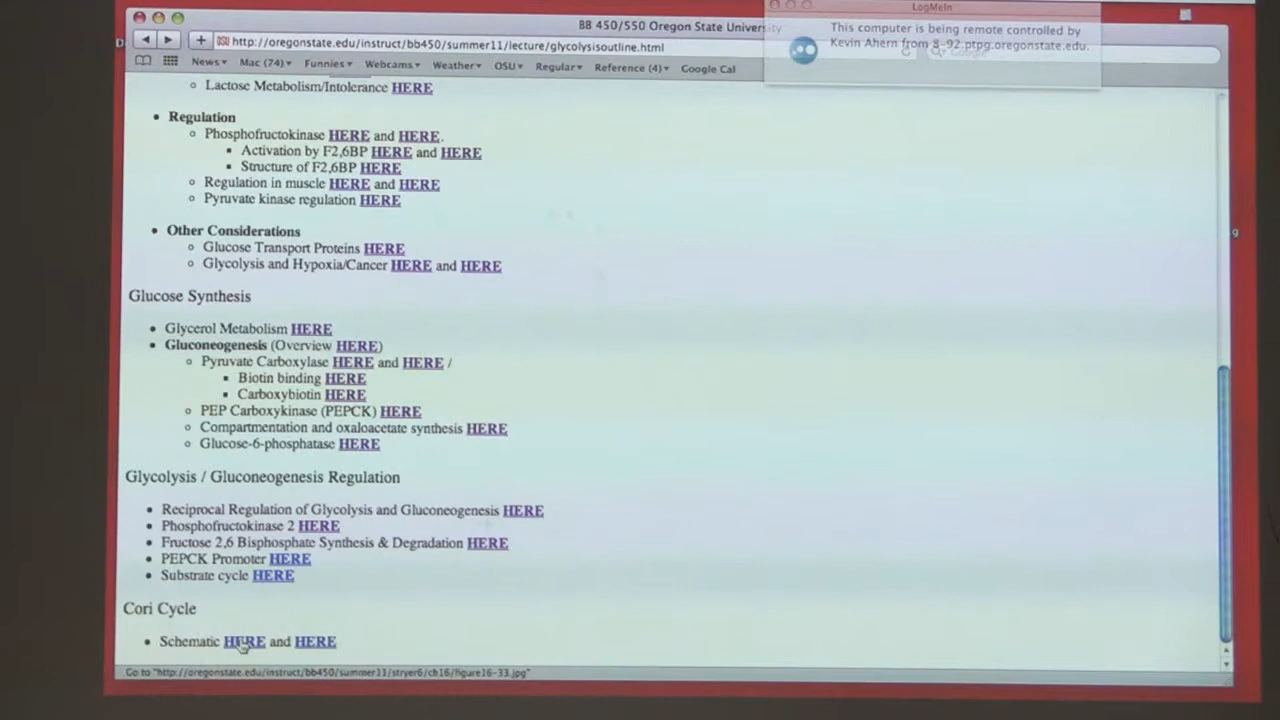 BB 450/550 Oregon State University
LogMeIn
This computer is being remote controlled by
Kevin Ahern from 8-92.ptpg.oregonstate.edu.
http://oregonstate.edu/instruct/bb450/summer11/lecture/glycolysisoutline.html
News Mac (74) Funnies Webcams Weather OSU Regular Reference (4) Google Cal
Lactose Metabolism/Intolerance HERE
Regulation
Phosphofructokinase HERE and HERE.
Activation by F2,6BP HERE and HERE
Structure of F2,6BP HERE
Regulation in muscle HERE and HERE
Pyruvate kinase regulation HERE
Other Considerations
Glucose Transport Proteins HERE
Glycolysis and Hypoxia/Cancer HERE and HERE
Glucose Synthesis
Glycerol Metabolism HERE
Gluconeogenesis (Overview HERE)
Pyruvate Carboxylase HERE and HERE /
Biotin binding HERE
Carboxybiotin HERE
PEP Carboxykinase (PEPCK) HERE
Compartmentation and oxaloacetate synthesis HERE
Glucose-6-phosphatase HERE
Glycolysis / Gluconeogenesis Regulation
Reciprocal Regulation of Glycolysis and Gluconeogenesis HERE
Phosphofructokinase 2 HERE
Fructose 2,6 Bisphosphate Synthesis & Degradation HERE
PEPCK Promoter HERE
Substrate cycle HERE
Cori Cycle
Schematic HERE and HERE
Go to "http://oregonstate.edu/instruct/bb450/summer11/stryer6/ch16/figure16-33.jpg"